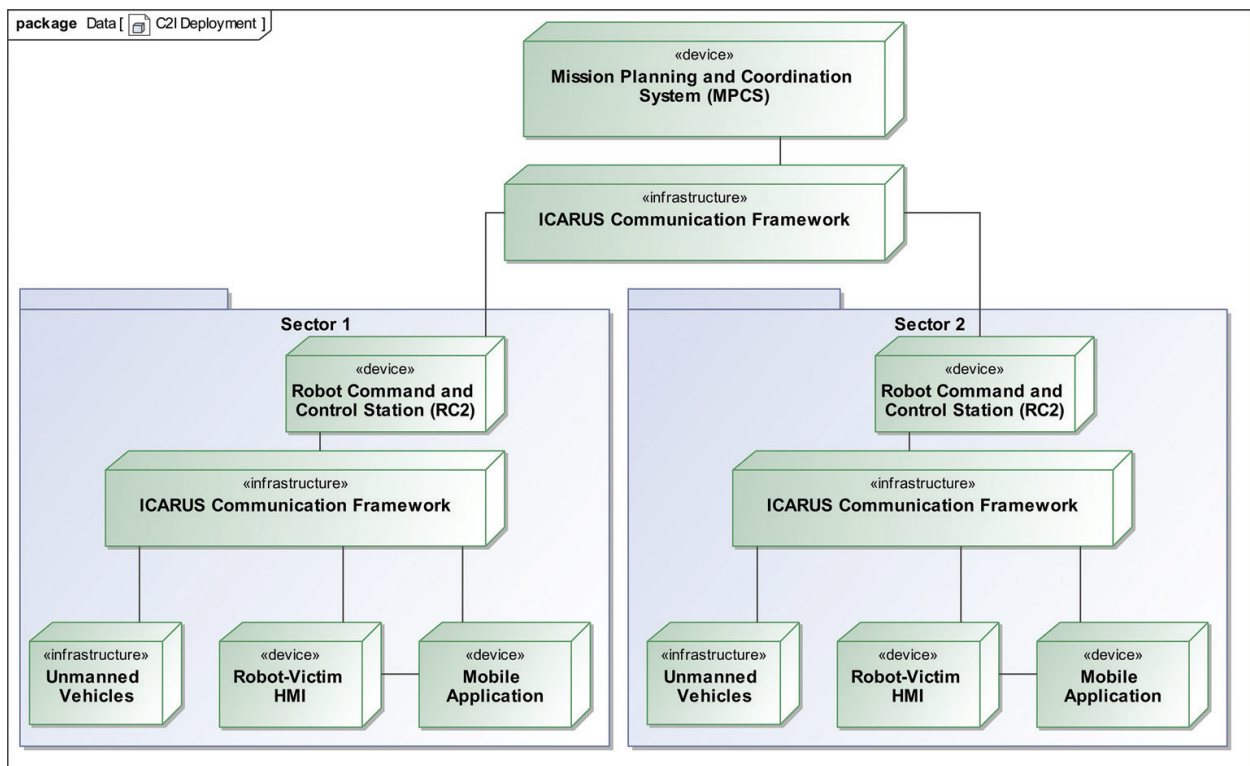 package Data [ C2I Deployment ]
«device»
Mission Planning and Coordination
System (MPCS)
«infrastructure»
ICARUS Communication Framework
Sector 1
«device»
Robot Command and
Control Station (RC2)
«infrastructure»
ICARUS Communication Framework
«infrastructure»
Unmanned
Vehicles
«device»
Robot-Victim
HMI
«device»
Mobile
Application
Sector 2
«device»
Robot Command and
Control Station (RC2)
«infrastructure»
ICARUS Communication Framework
«infrastructure»
Unmanned
Vehicles
«device»
Robot-Victim
HMI
«device»
Mobile
Application